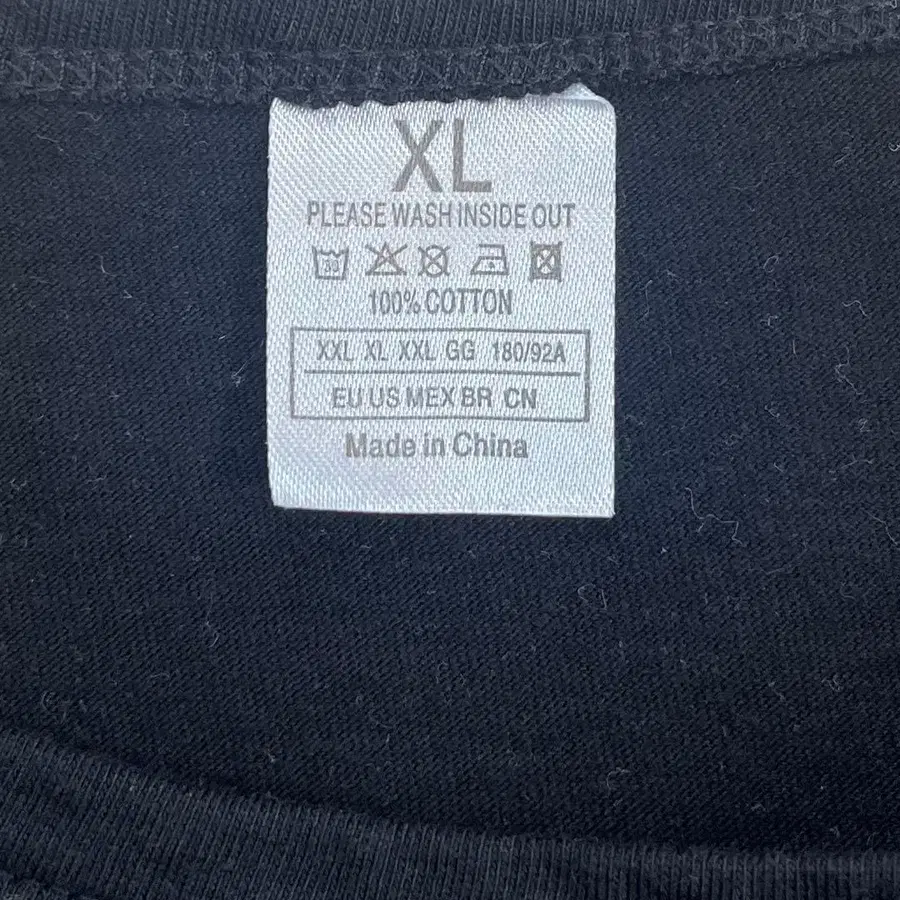 XL
PLEASE WASH INSIDE OUT
30
100% COTTON
XXL XL XXL GG 180/92A
EU US MEX BR CN
Made in China